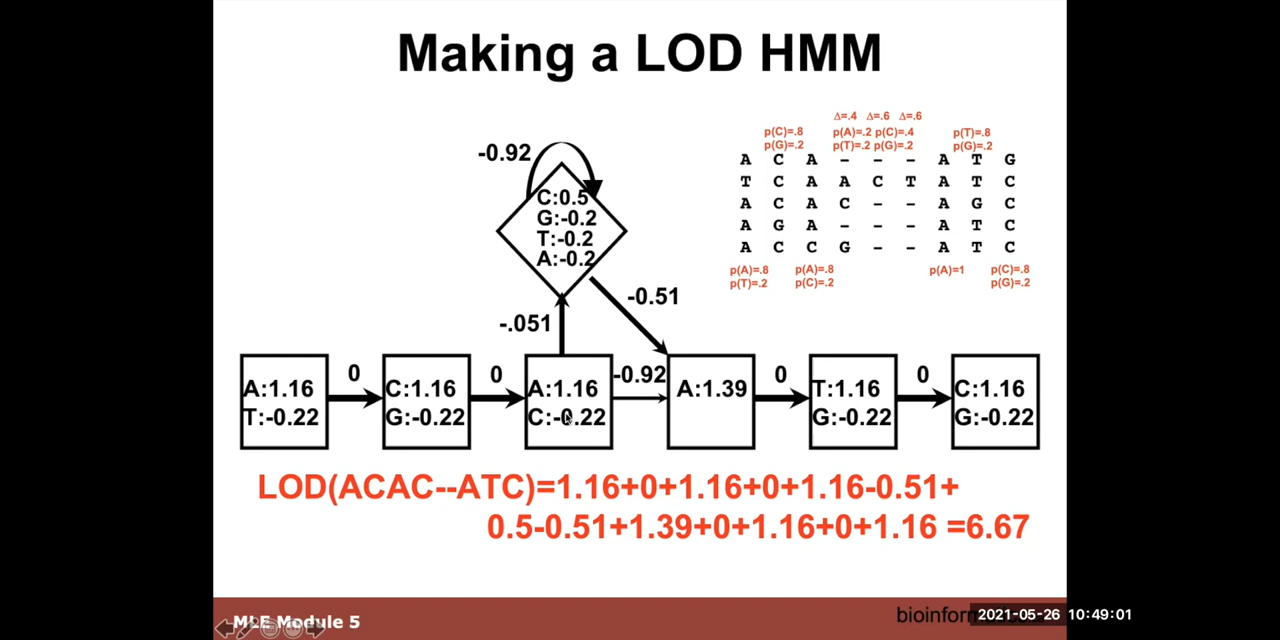 Making a LOD HMM
Δ=.4 Δ=.6 Δ=.6
p(C)=.8 p(A)=.2 p(C)=.4 p(T)=.8
p(G)=.2 p(T)=.2 p(G)=.2 p(G)=.2
A C A - - - A T G
T C A A C T A T C
A C A C - - A G C
A G A - - - A T C
A C C G - - A T C
p(A)=.8 p(A)=.8 p(A)=1 p(C)=.8
p(T)=.2 p(C)=.2 p(G)=.2
-0.92
C:0.5
G:-0.2
T:-0.2
A:-0.2
-0.51
-.051
0 0 -0.92 0 0
A:1.16 C:1.16 A:1.16 A:1.39 T:1.16 C:1.16
T:-0.22 G:-0.22 C:-0.22 G:-0.22 G:-0.22
LOD(ACAC--ATC)=1.16+0+1.16+0+1.16-0.51+
0.5-0.51+1.39+0+1.16+0+1.16 =6.67
MLE Module 5
2021-05-26 10:49:01